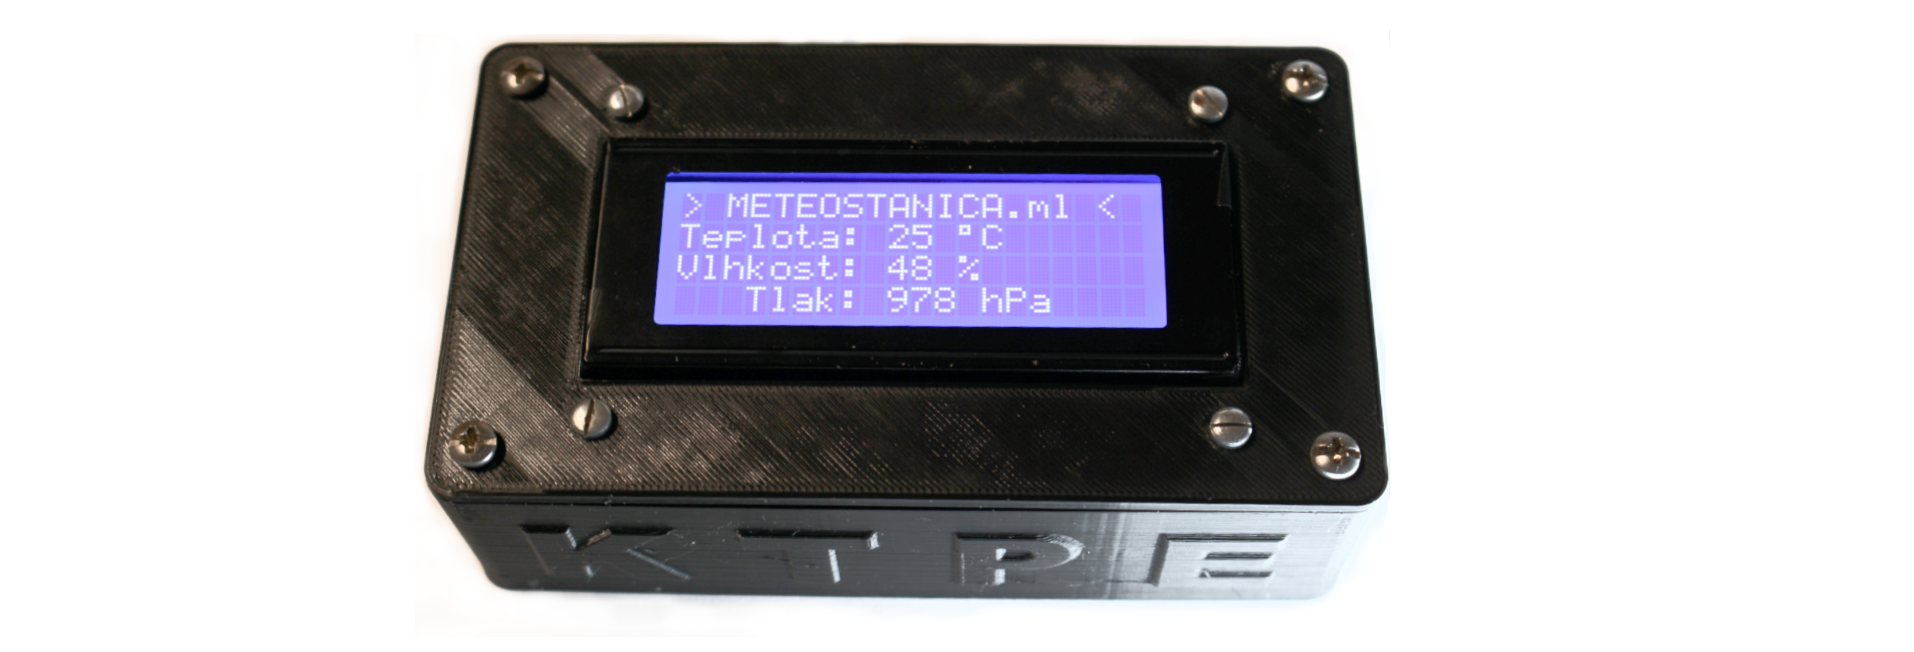 > METEOSTANICA.ml <
Teplota: 25 °C
Vlhkost: 48 %
Tlak: 978 hPa
KTPE